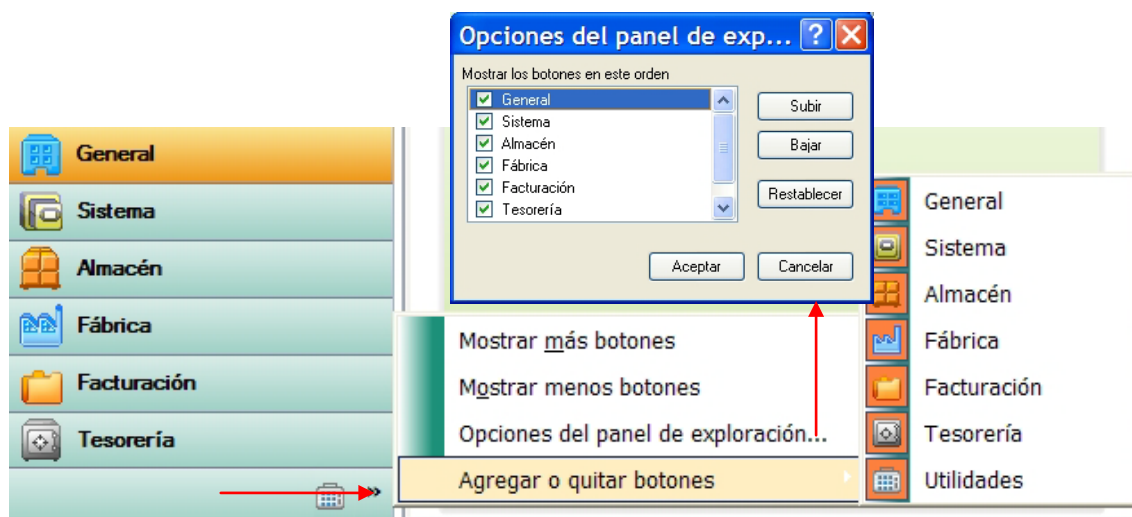 Opciones del panel de exp...
Mostrar los botones en este orden
General
Sistema
Almacén
Fábrica
Facturación
Tesorería
Subir
Bajar
Restablecer
Aceptar
Cancelar
General
Sistema
Almacén
Fábrica
Facturación
Tesorería
Mostrar más botones
Mostrar menos botones
Opciones del panel de exploración...
Agregar o quitar botones
General
Sistema
Almacén
Fábrica
Facturación
Tesorería
Utilidades